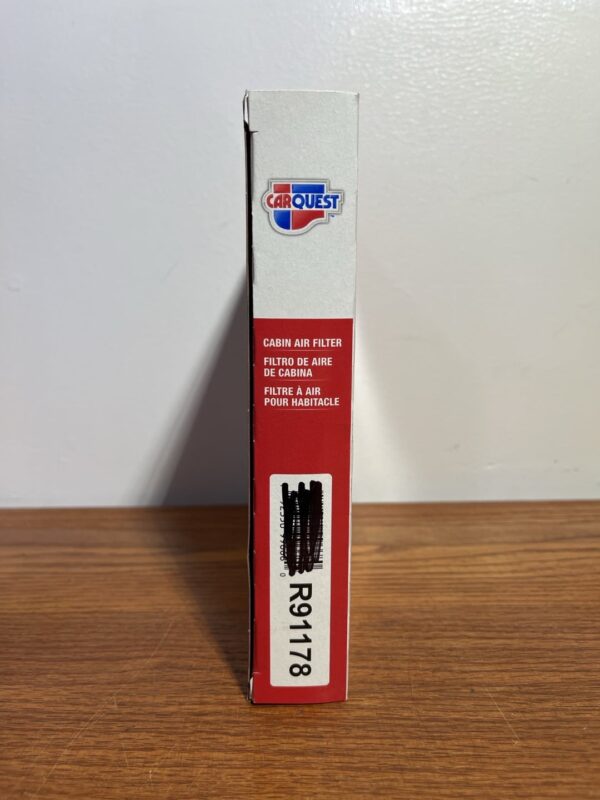 CARQUEST
CABIN AIR FILTER
FILTRO DE AIRE
DE CABINA
FILTRE À AIR
POUR HABITACLE
R91178